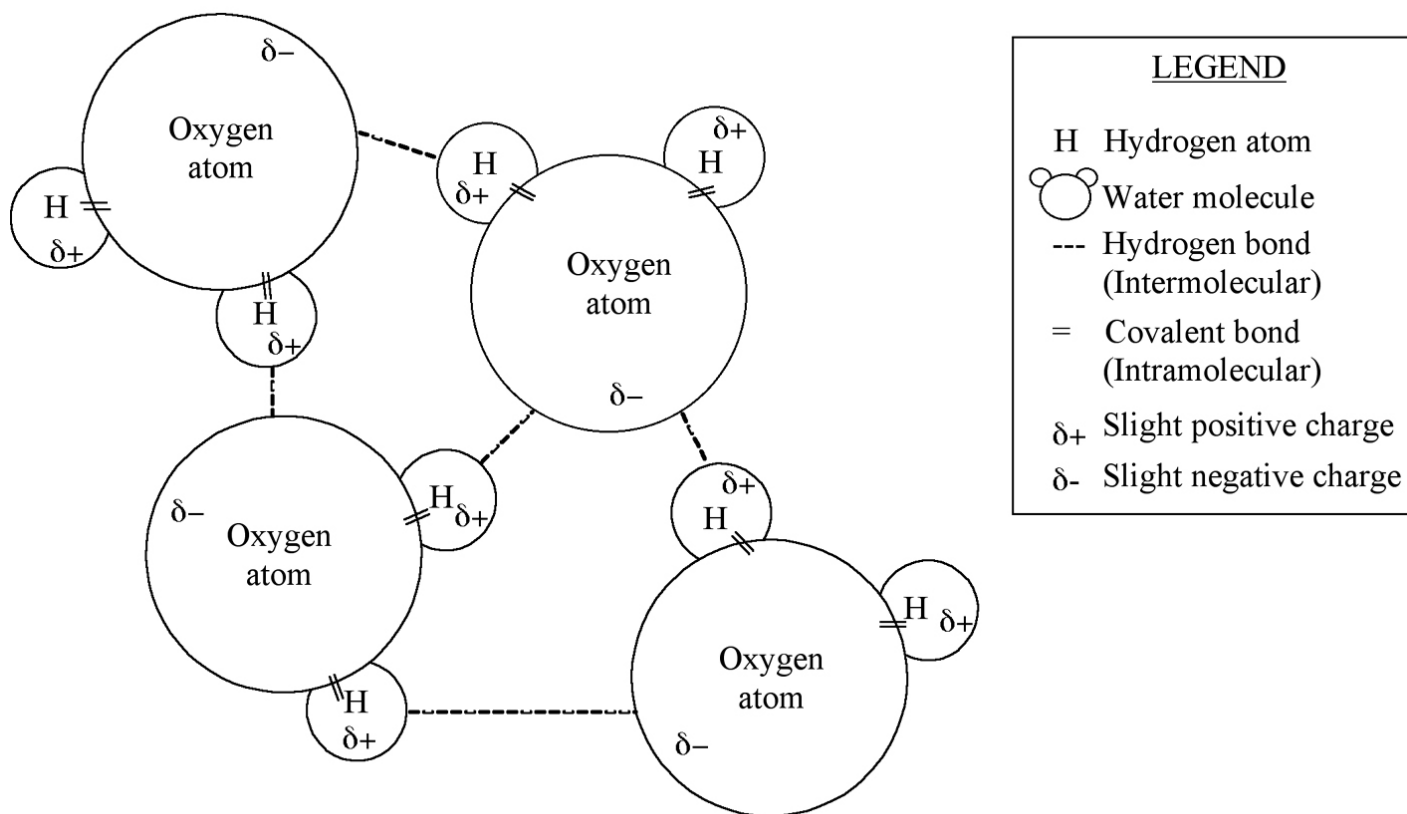 δ−
Oxygen
atom
H
δ+
H
δ+
H
δ+
δ+
H
Oxygen
atom
δ−
δ−
Oxygen
atom
H
δ+
H
δ+
δ+
H
H
δ+
Oxygen
atom
δ−
LEGEND
H Hydrogen atom
Water molecule
--- Hydrogen bond
(Intermolecular)
= Covalent bond
(Intramolecular)
δ+ Slight positive charge
δ- Slight negative charge